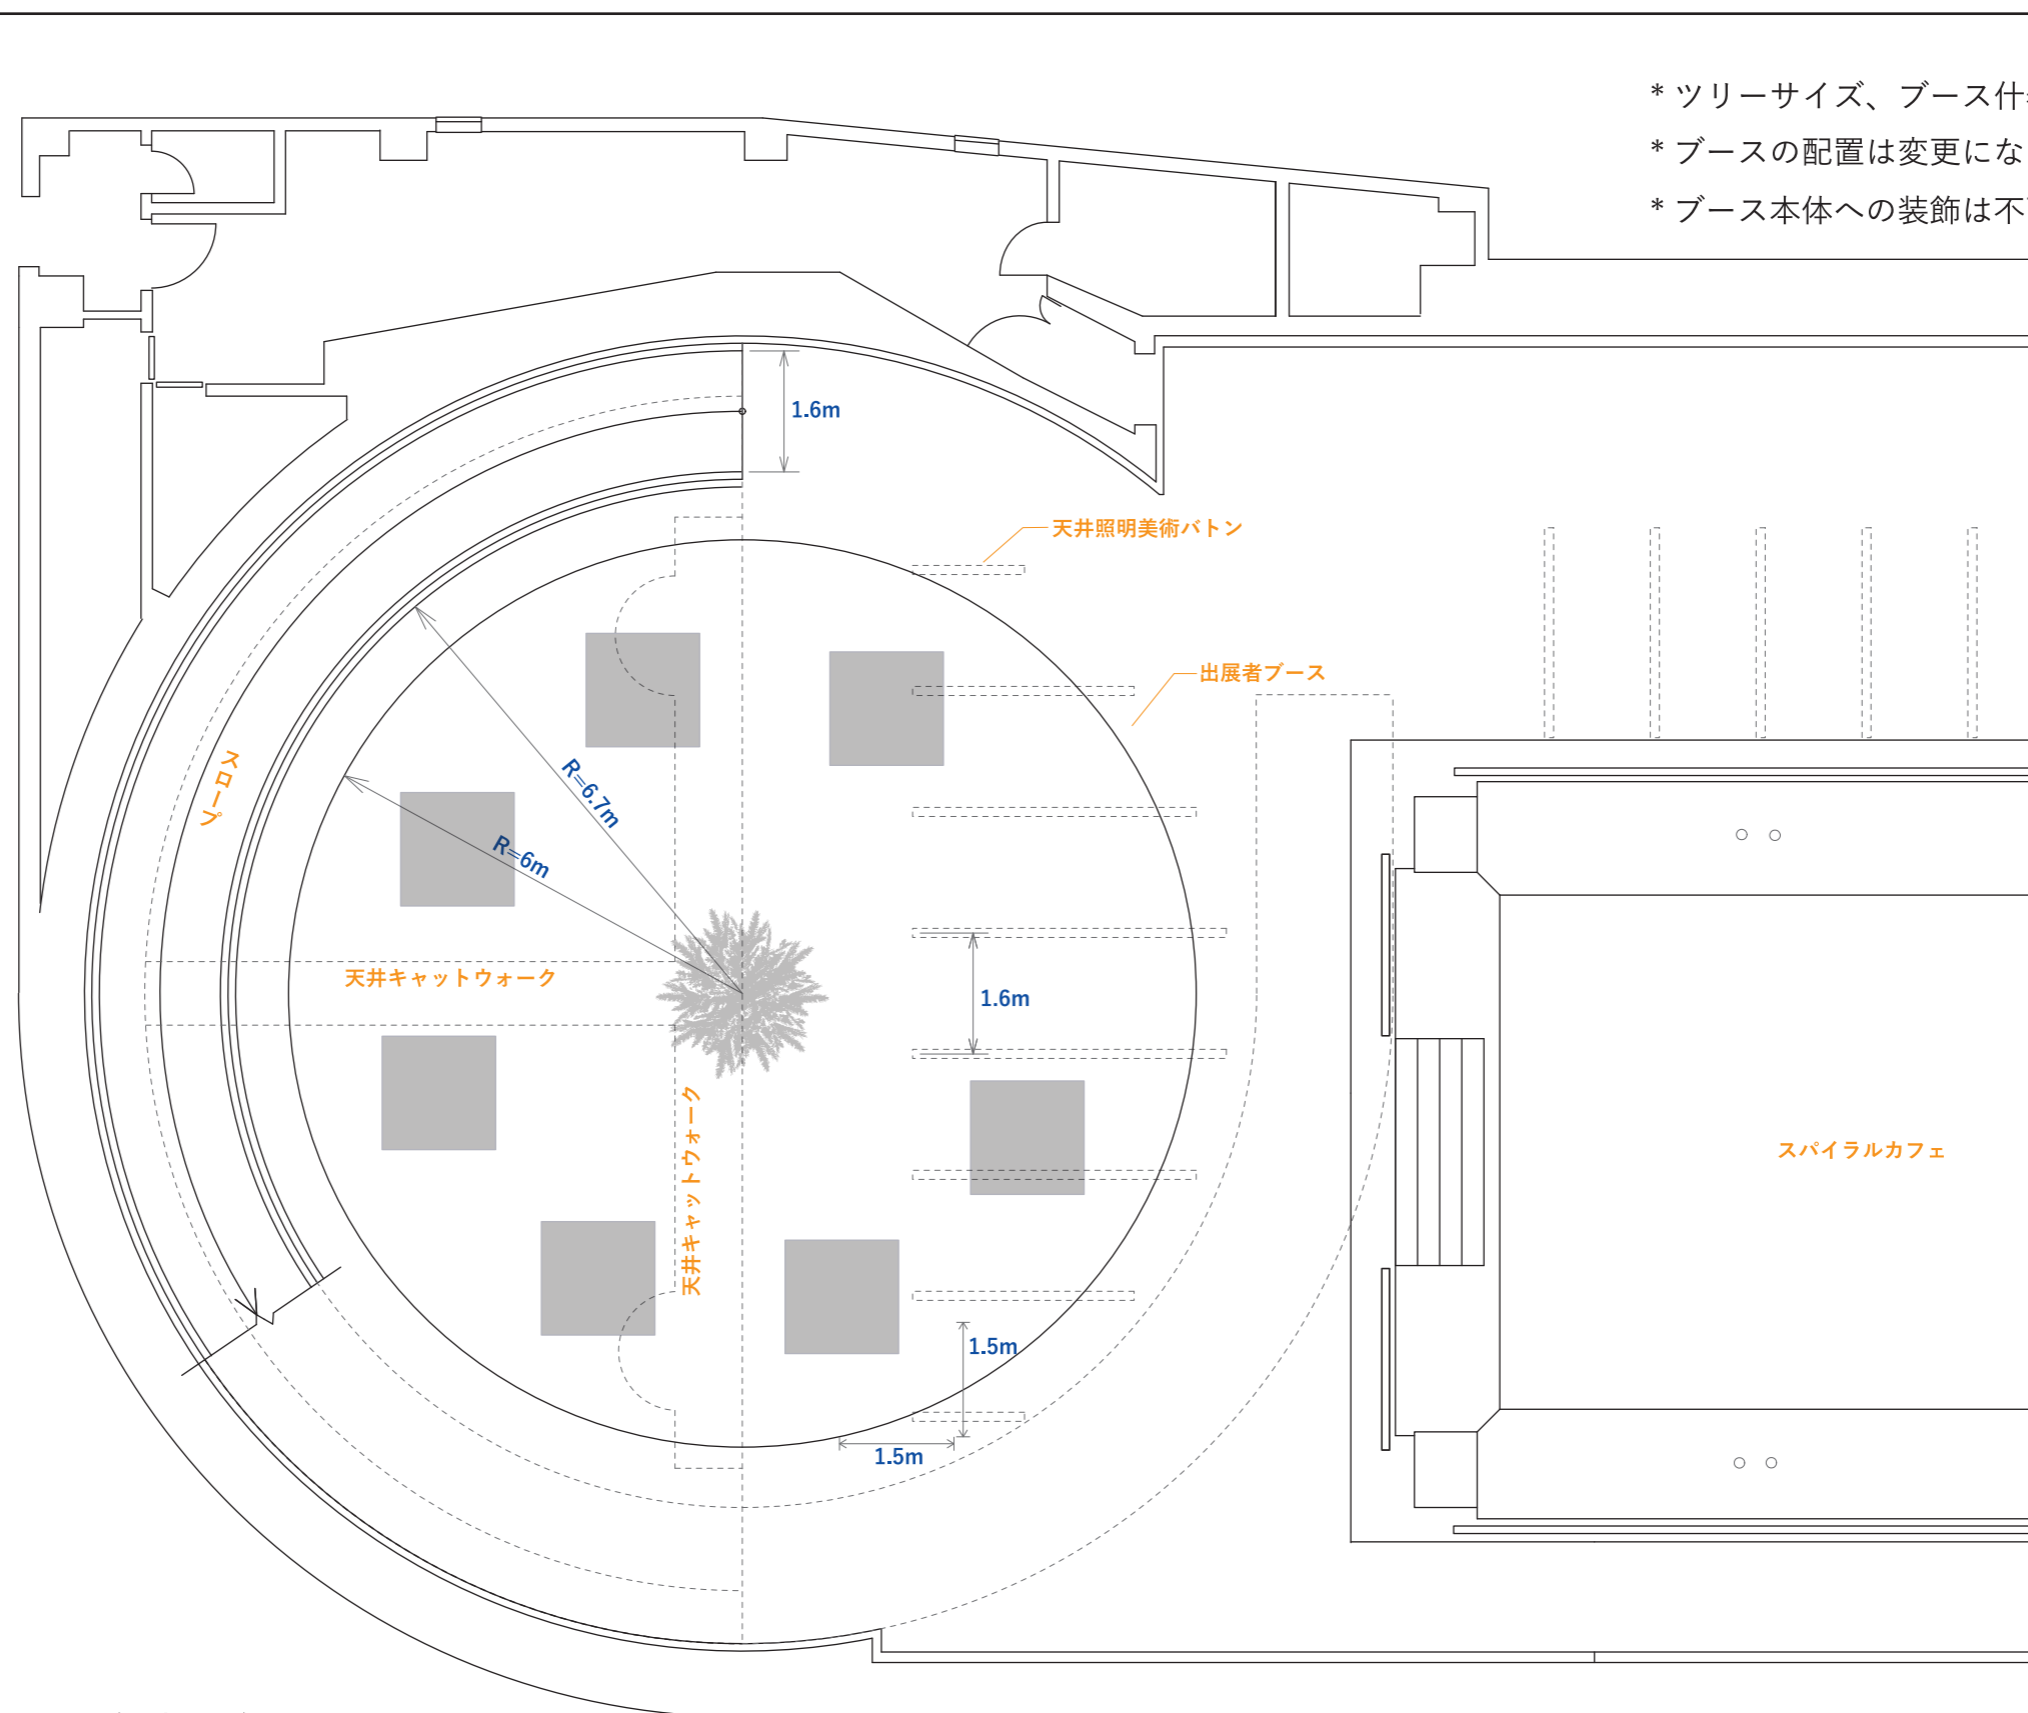 * ツリーサイズ、ブース什
* ブースの配置は変更にな
* ブース本体への装飾は不
1.6m
天井照明美術バトン
出展者ブース
スロープ
R=6.7m
R=6m
天井キャットウォーク
1.6m
天井キャットウォーク
スパイラルカフェ
1.5m
1.5m